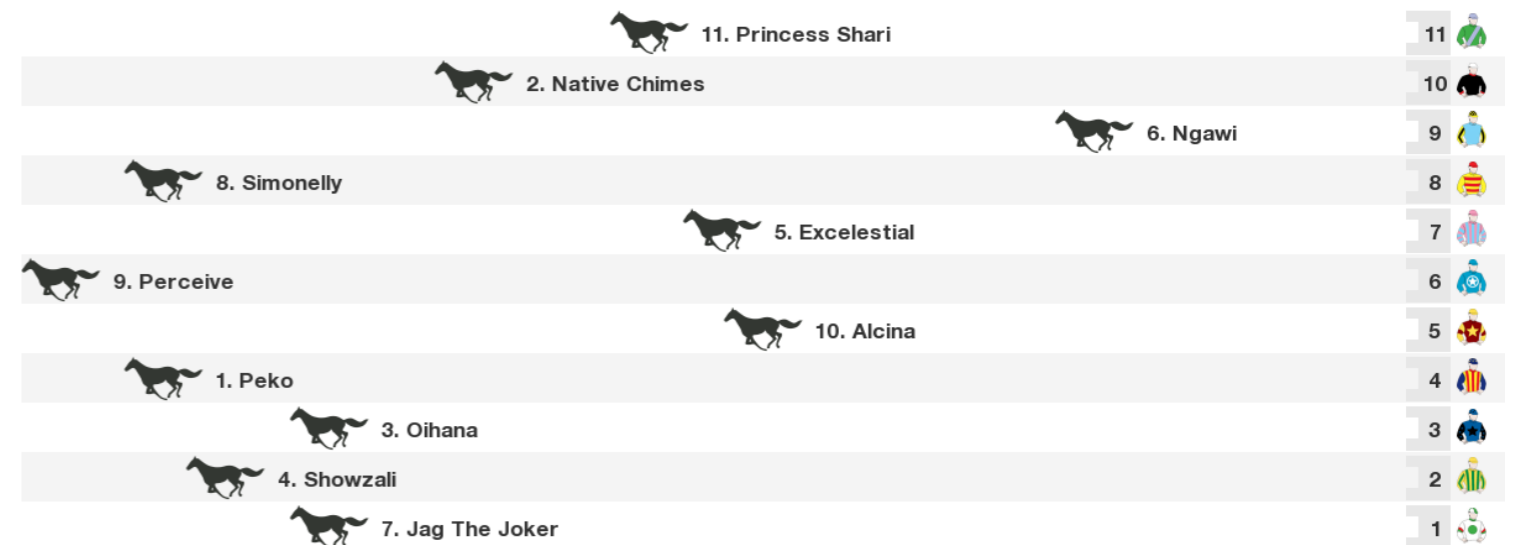 11. Princess Shari 11
2. Native Chimes 10
6. Ngawi 9
8. Simonelly 8
5. Excelestial 7
9. Perceive 6
10. Alcina 5
1. Peko 4
3. Oihana 3
4. Showzali 2
7. Jag The Joker 1